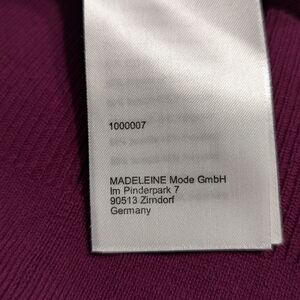 1000007
MADELEINE Mode GmbH
Im Pinderpark 7
90513 Zirndorf
Germany